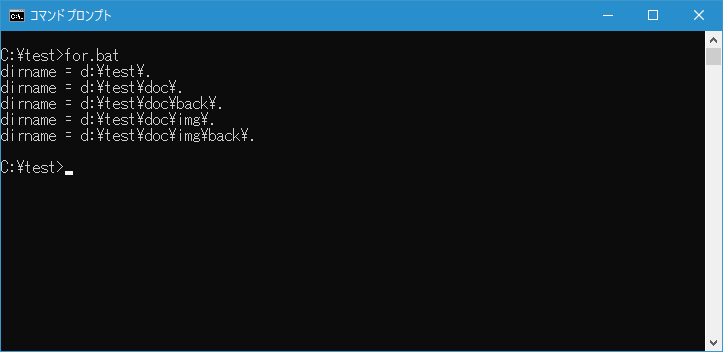 コマンドプロンプト
C:¥test>for.bat
dirname = d:¥test¥.
dirname = d:¥test¥doc¥.
dirname = d:¥test¥doc¥back¥.
dirname = d:¥test¥doc¥img¥.
dirname = d:¥test¥doc¥img¥back¥.
C:¥test>